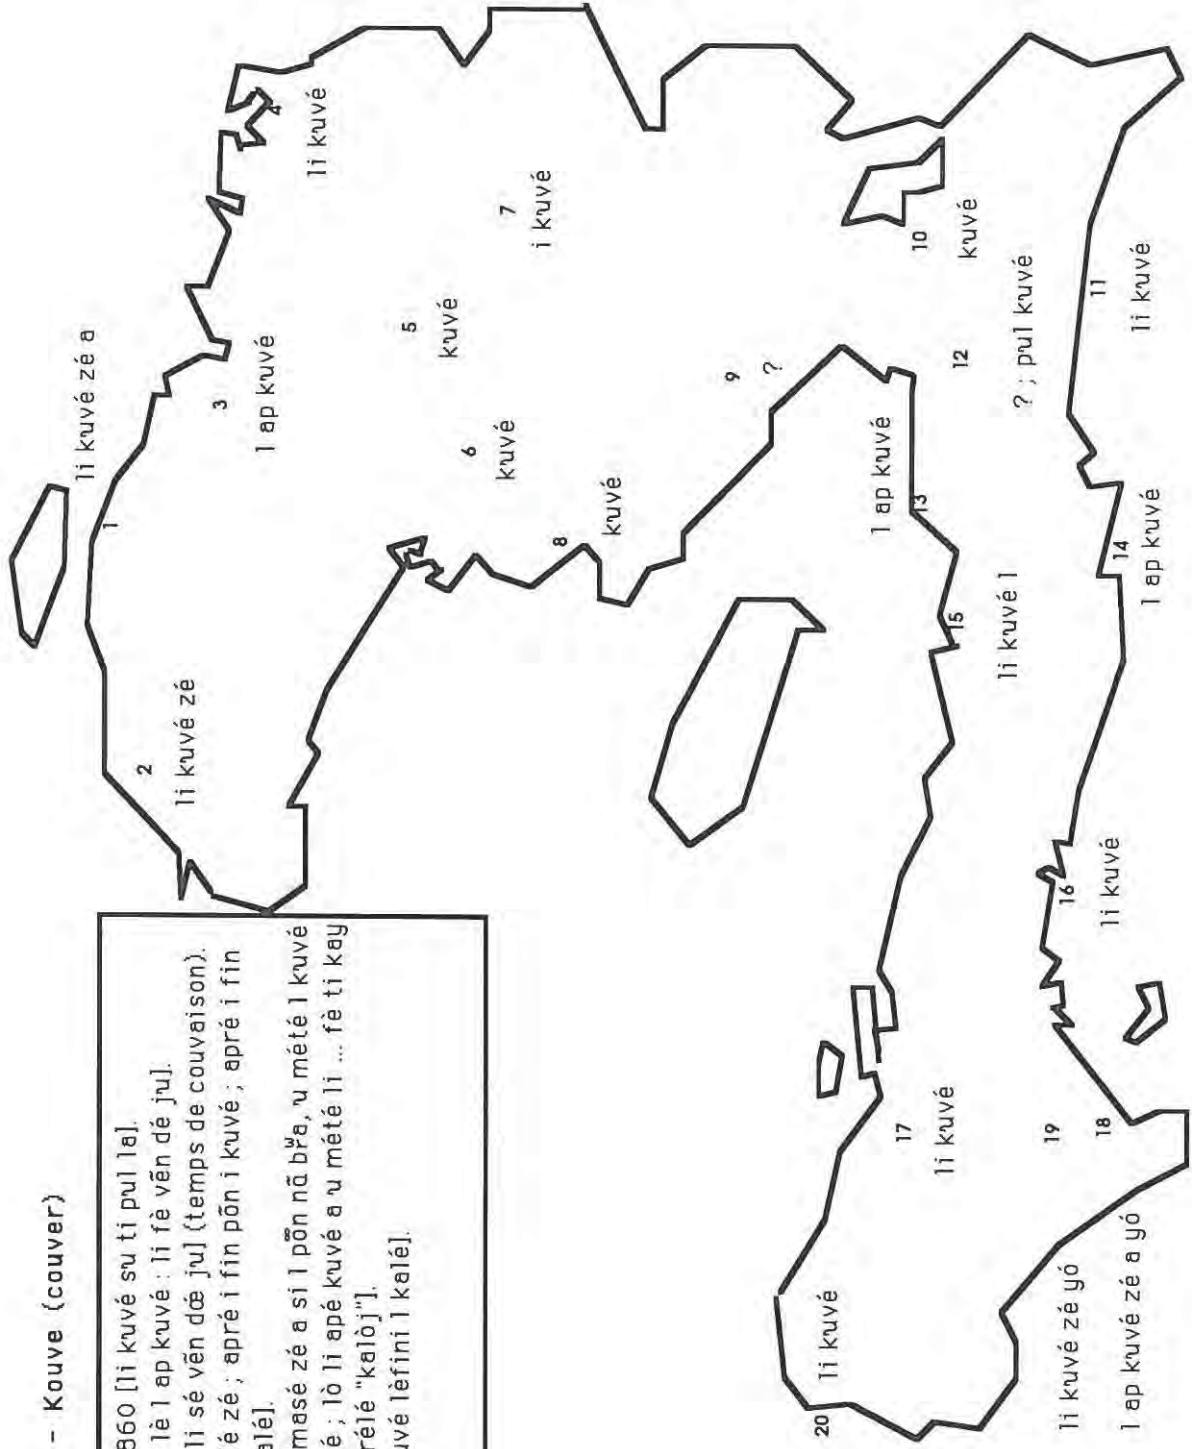 – Kouve (couver)
860 [li kuvé su ti pul la].
lè l ap kuvé : li fè vẽn dé ju].
li sé vẽn dœ́ ju] (temps de couvaison).
é zé ; apré i fin põn i kuvé ; apré i fin
alé].
masé zé a si l põn nã bra, u mété l kuvé
é ; lò li apé kuvé a u mété li ... fè ti kay
rélé "kalòj"].
uvé lèfini l kalé].
li kuvé zé a
1
2
li kuvé zé
3
l ap kuvé
4
li kuvé
5
kuvé
6
kuvé
7
i kuvé
8
kuvé
9
?
10
kuvé
11
li kuvé
12
? ; pul kuvé
l ap kuvé
13
14
l ap kuvé
15
li kuvé l
16
li kuvé
17
li kuvé
19
18
li kuvé zé yó
l ap kuvé zé a yó
20
li kuvé